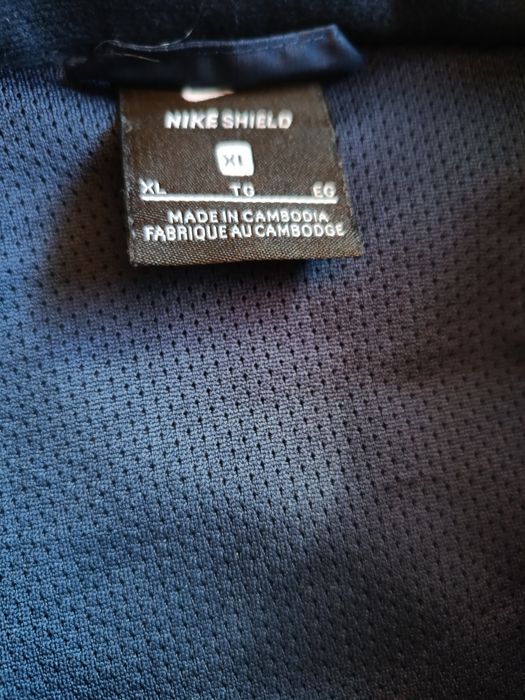 NIKE SHIELD
XL
XL TG EG
MADE IN CAMBODIA
FABRIQUE AU CAMBODGE